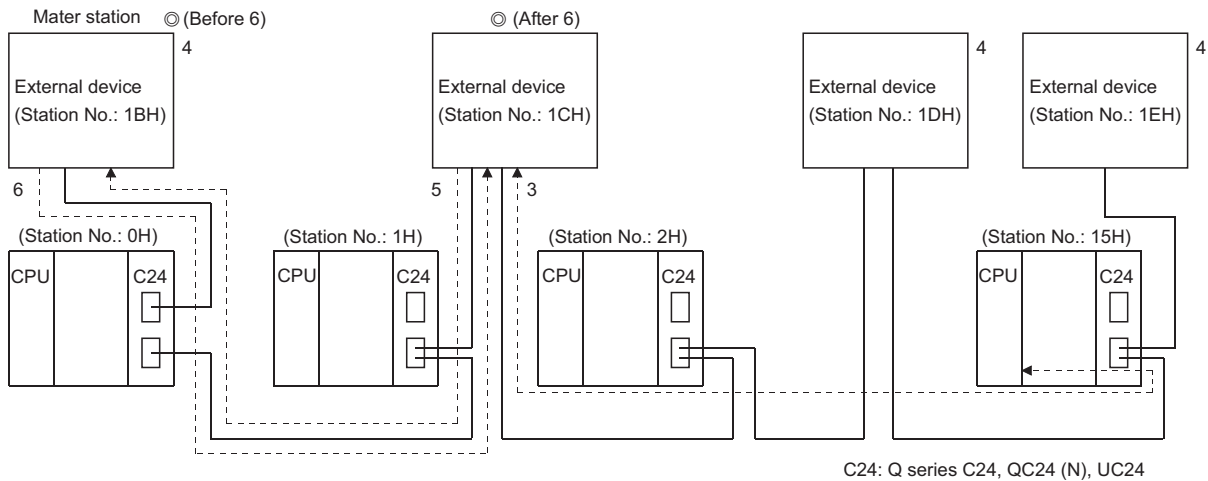 Mater station ◎ (Before 6) ◎ (After 6)
4 4 4
External device
(Station No.: 1BH)
External device
(Station No.: 1CH)
External device
(Station No.: 1DH)
External device
(Station No.: 1EH)
6 5 3
(Station No.: 0H) (Station No.: 1H) (Station No.: 2H) (Station No.: 15H)
CPU C24 CPU C24 CPU C24 CPU C24
C24: Q series C24, QC24 (N), UC24